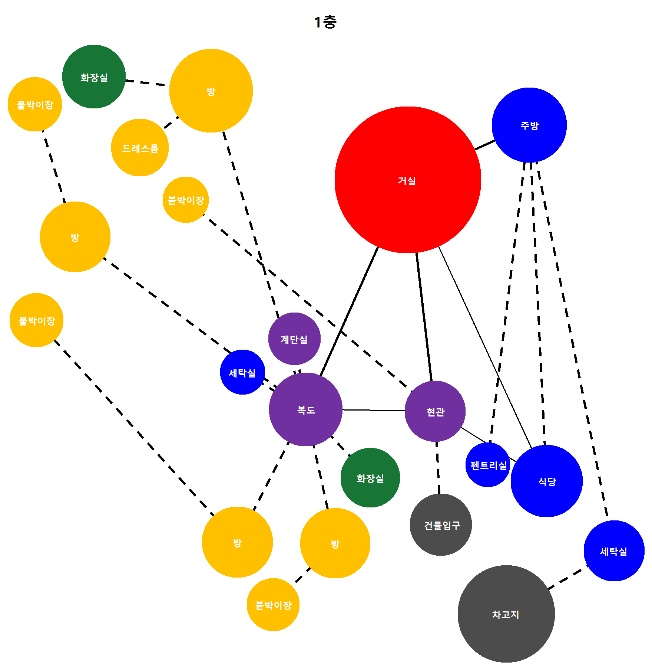 1층
화장실
방
붙박이장
드레스룸
주방
거실
붙박이장
방
붙박이장
계단실
세탁실
복도
현관
화장실
펜트리실
식당
건물입구
방
방
세탁실
붙박이장
차고지